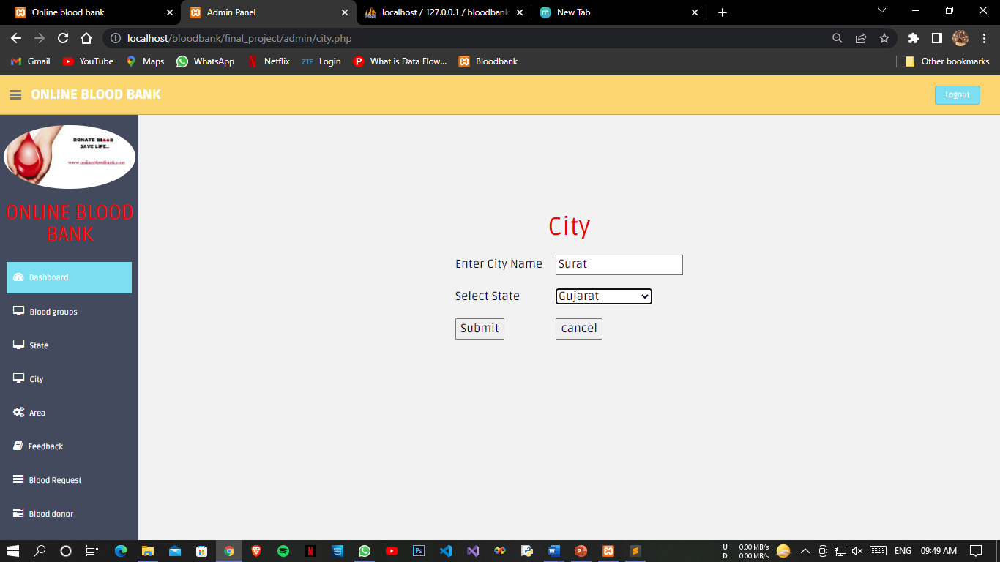 Online blood bank
Admin Panel
localhost / 127.0.0.1 / bloodbank
New Tab
localhost/bloodbank/final_project/admin/city.php
Gmail
YouTube
Maps
WhatsApp
Netflix
ZTE Login
What is Data Flow...
Bloodbank
Other bookmarks
ONLINE BLOOD BANK
Logout
DONATE BLOOD
SAVE LIFE..
www.indianbloodbank.com
ONLINE BLOOD
BANK
Dashboard
Blood groups
State
City
Area
Feedback
Blood Request
Blood donor
City
Enter City Name Surat
Select State Gujarat
Submit cancel
U: 0.00 MB/s
D: 0.00 MB/s
ENG
09:49 AM